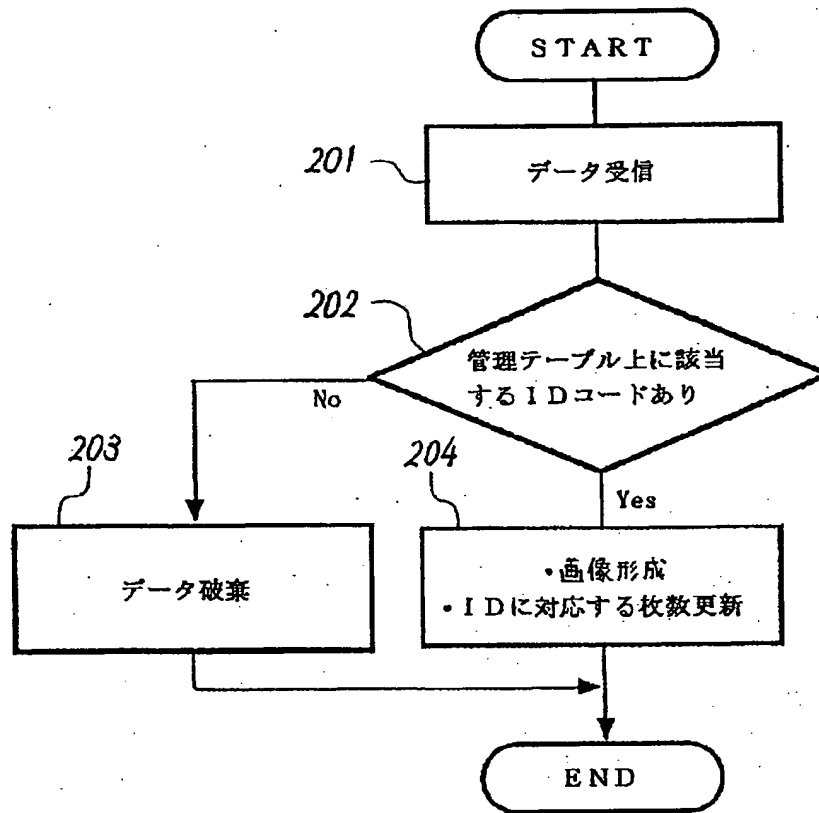 START
201
データ受信
202
管理テーブル上に該当
するIDコードあり
No
203
204
Yes
データ破棄
・画像形成
・IDに対応する枚数更新
END